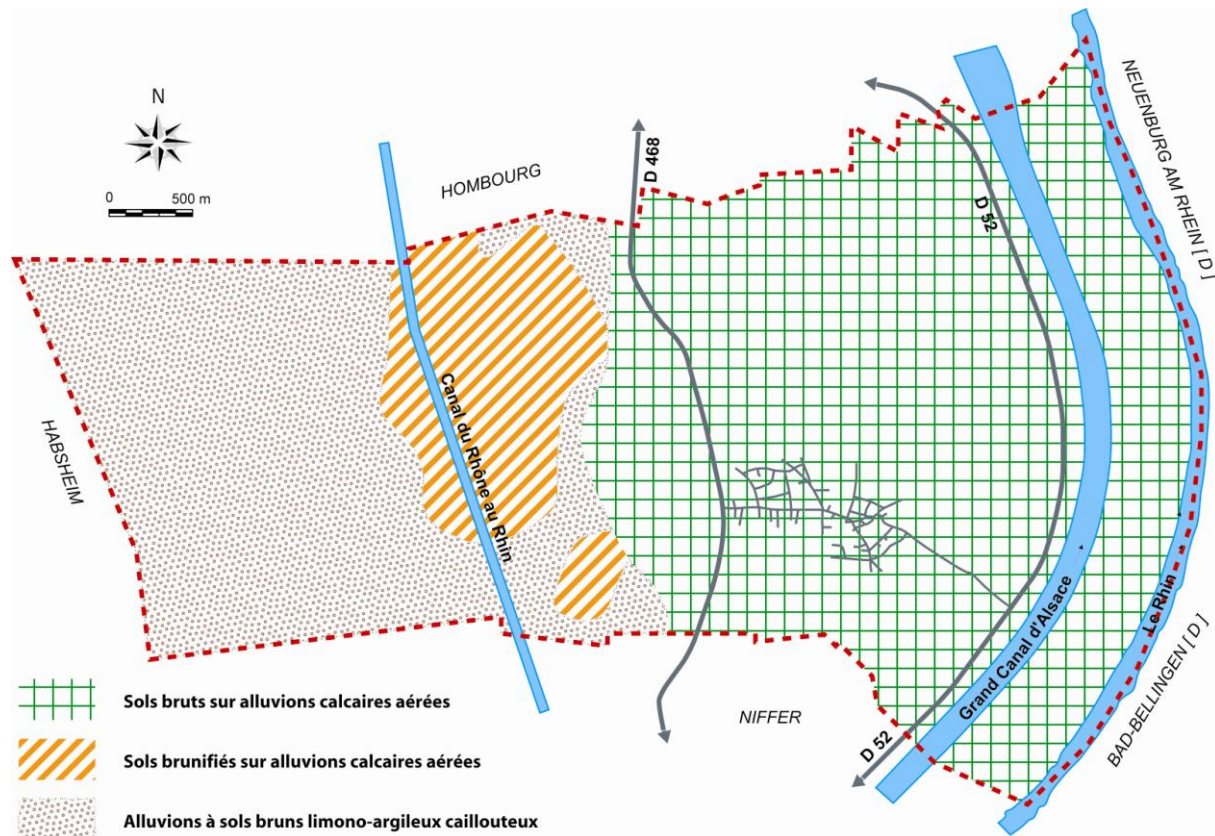 N
0 500 m
HOMBOURG
D 468
D 52
NEUENBURG AM RHEIN [ D ]
HABSHEIM
Canal du Rhône au Rhin
Grand Canal d'Alsace
Le Rhin
BAD-BELLINGEN [ D ]
NIFFER
D 52
Sols bruts sur alluvions calcaires aérées
Sols brunifiés sur alluvions calcaires aérées
Alluvions à sols bruns limono-argileux caillouteux